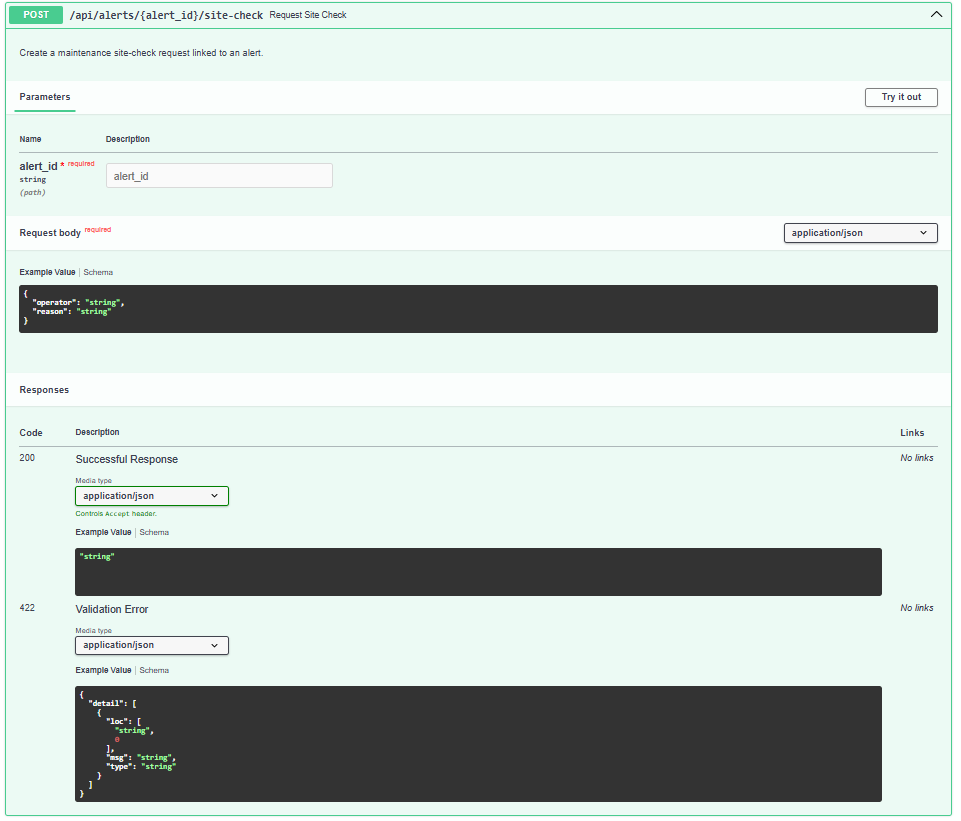 POST /api/alerts/{alert_id}/site-check Request Site Check
Create a maintenance site-check request linked to an alert.
Parameters
Try it out
Name Description
alert_id * required
string
(path)
alert_id
Request body required
application/json
Example Value | Schema
{
"operator": "string",
"reason": "string"
}
Responses
Code Description Links
200 Successful Response No links
Media type
application/json
Controls Accept header.
Example Value | Schema
"string"
422 Validation Error No links
Media type
application/json
Example Value | Schema
{
"detail": [
{
"loc": [
"string",
0
],
"msg": "string",
"type": "string"
}
]
}